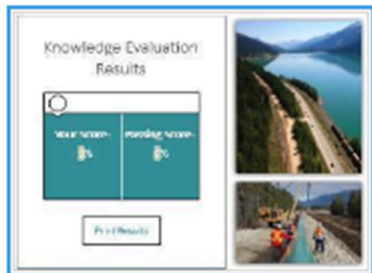 Knowledge Evaluation
Results
Your Score: Passing Score:
% %
Print Results